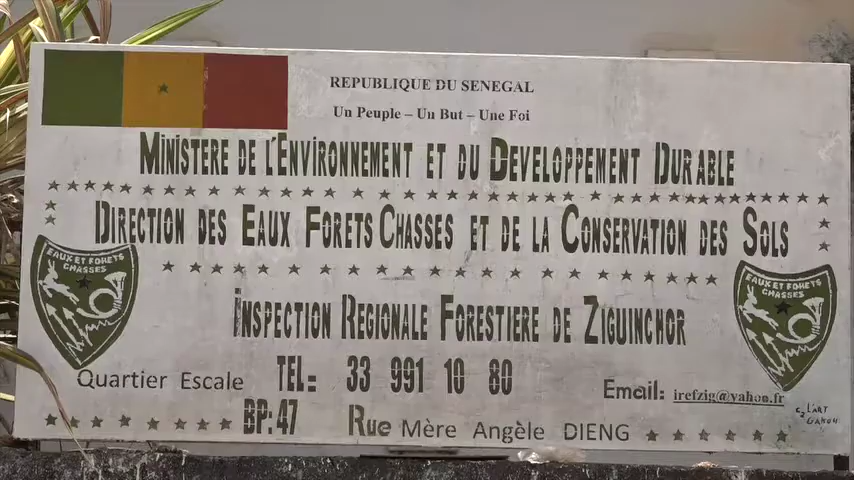 REPUBLIQUE DU SENEGAL
Un Peuple – Un But – Une Foi
MINISTERE DE L'ENVIRONNEMENT ET DU DEVELOPPEMENT DURABLE
DIRECTION DES EAUX FORETS CHASSES ET DE LA CONSERVATION DES SOLS
EAUX ET FORETS
CHASSES
EAUX ET FORETS
CHASSES
INSPECTION REGIONALE FORESTIERE DE ZIGUINCHOR
Quartier Escale TEL: 33 991 10 80 Email: irefzig@yahoo.fr
BP: 47 Rue Mère Angèle DIENG
L'ART